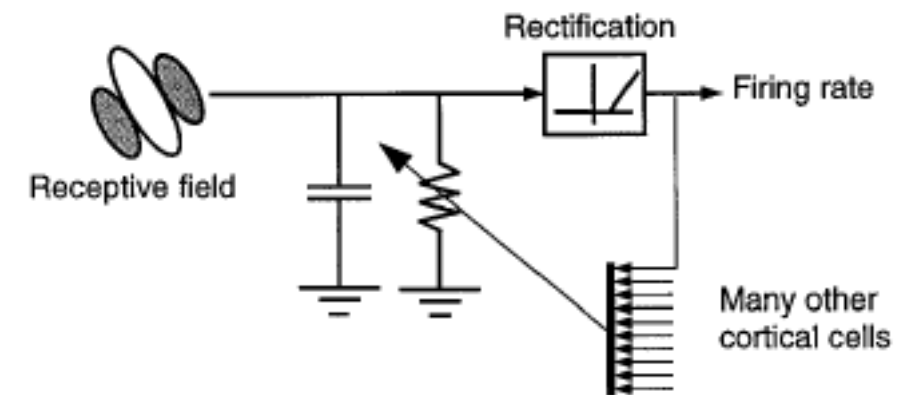 Rectification
Firing rate
Receptive field
Many other
cortical cells